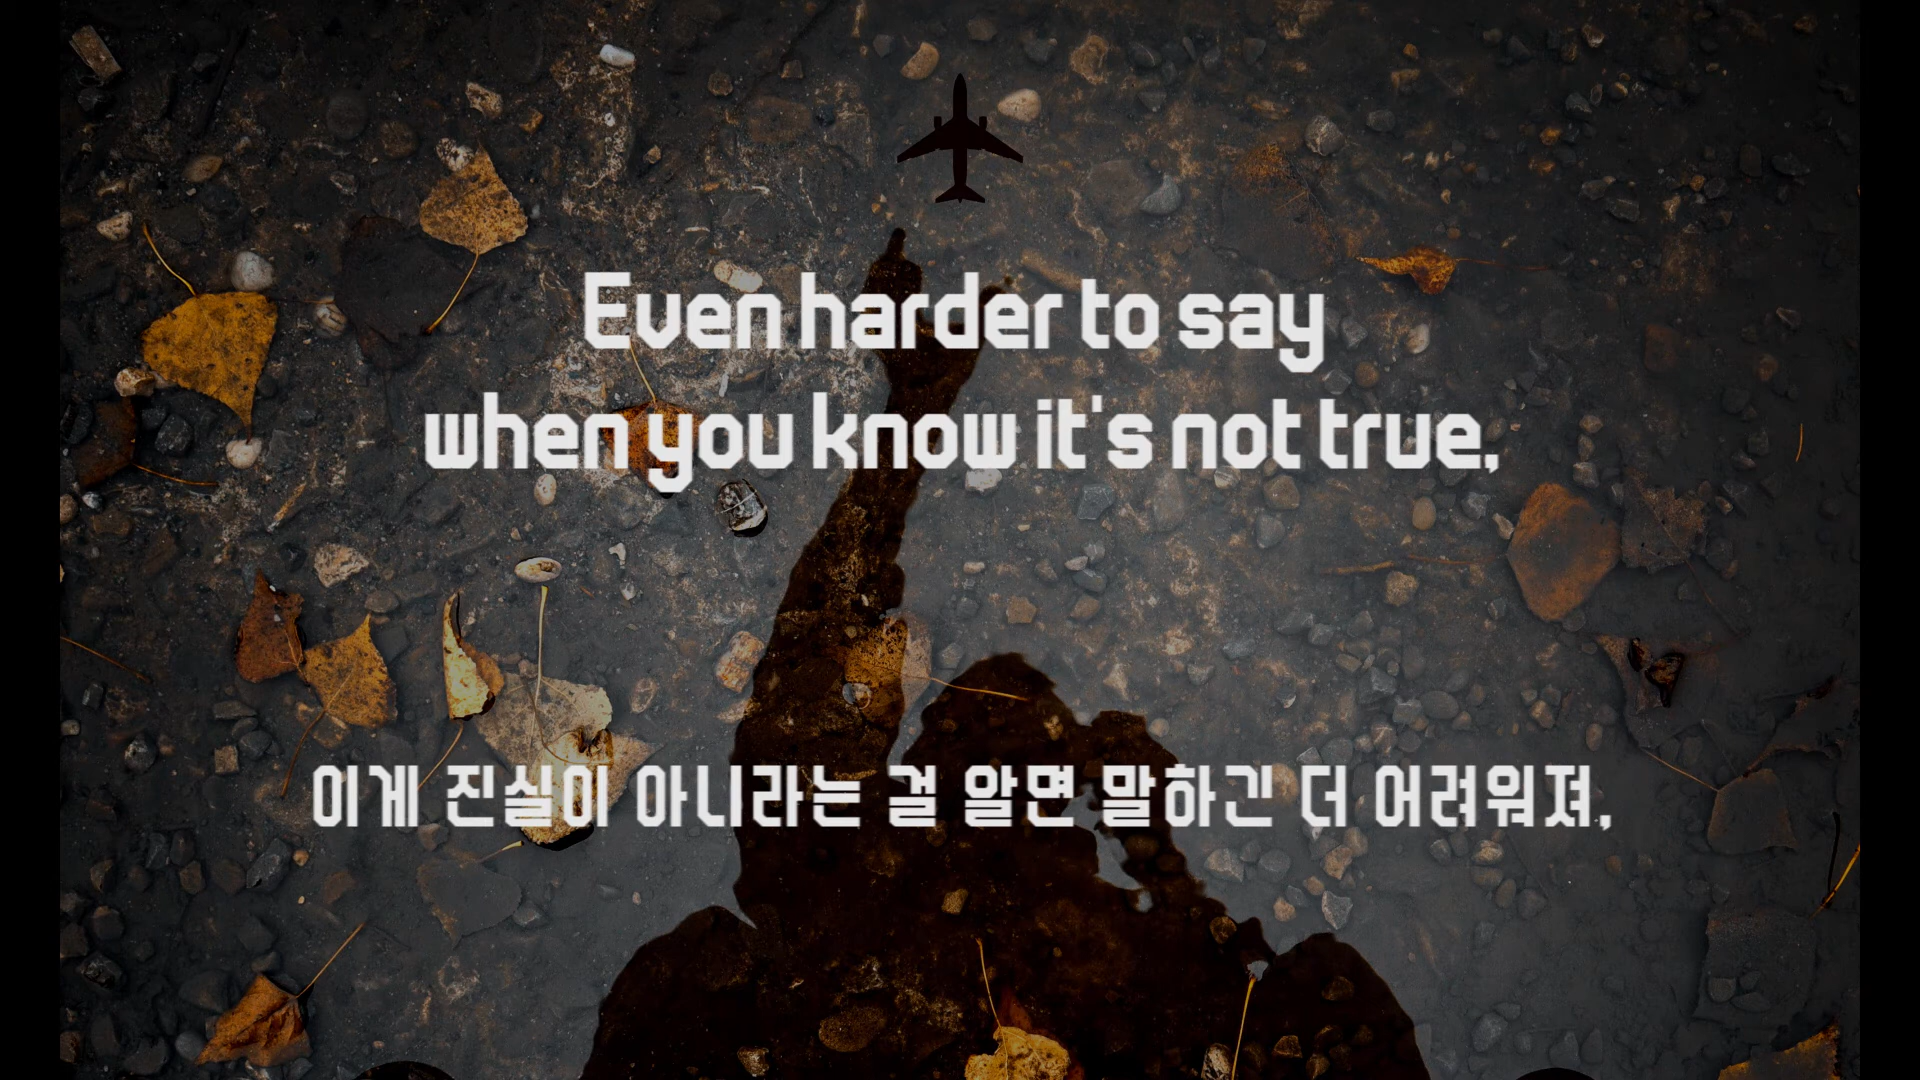 Even harder to say
when you know it's not true,
이게 진실이 아니라는 걸 알면 말하긴 더 어려워져,